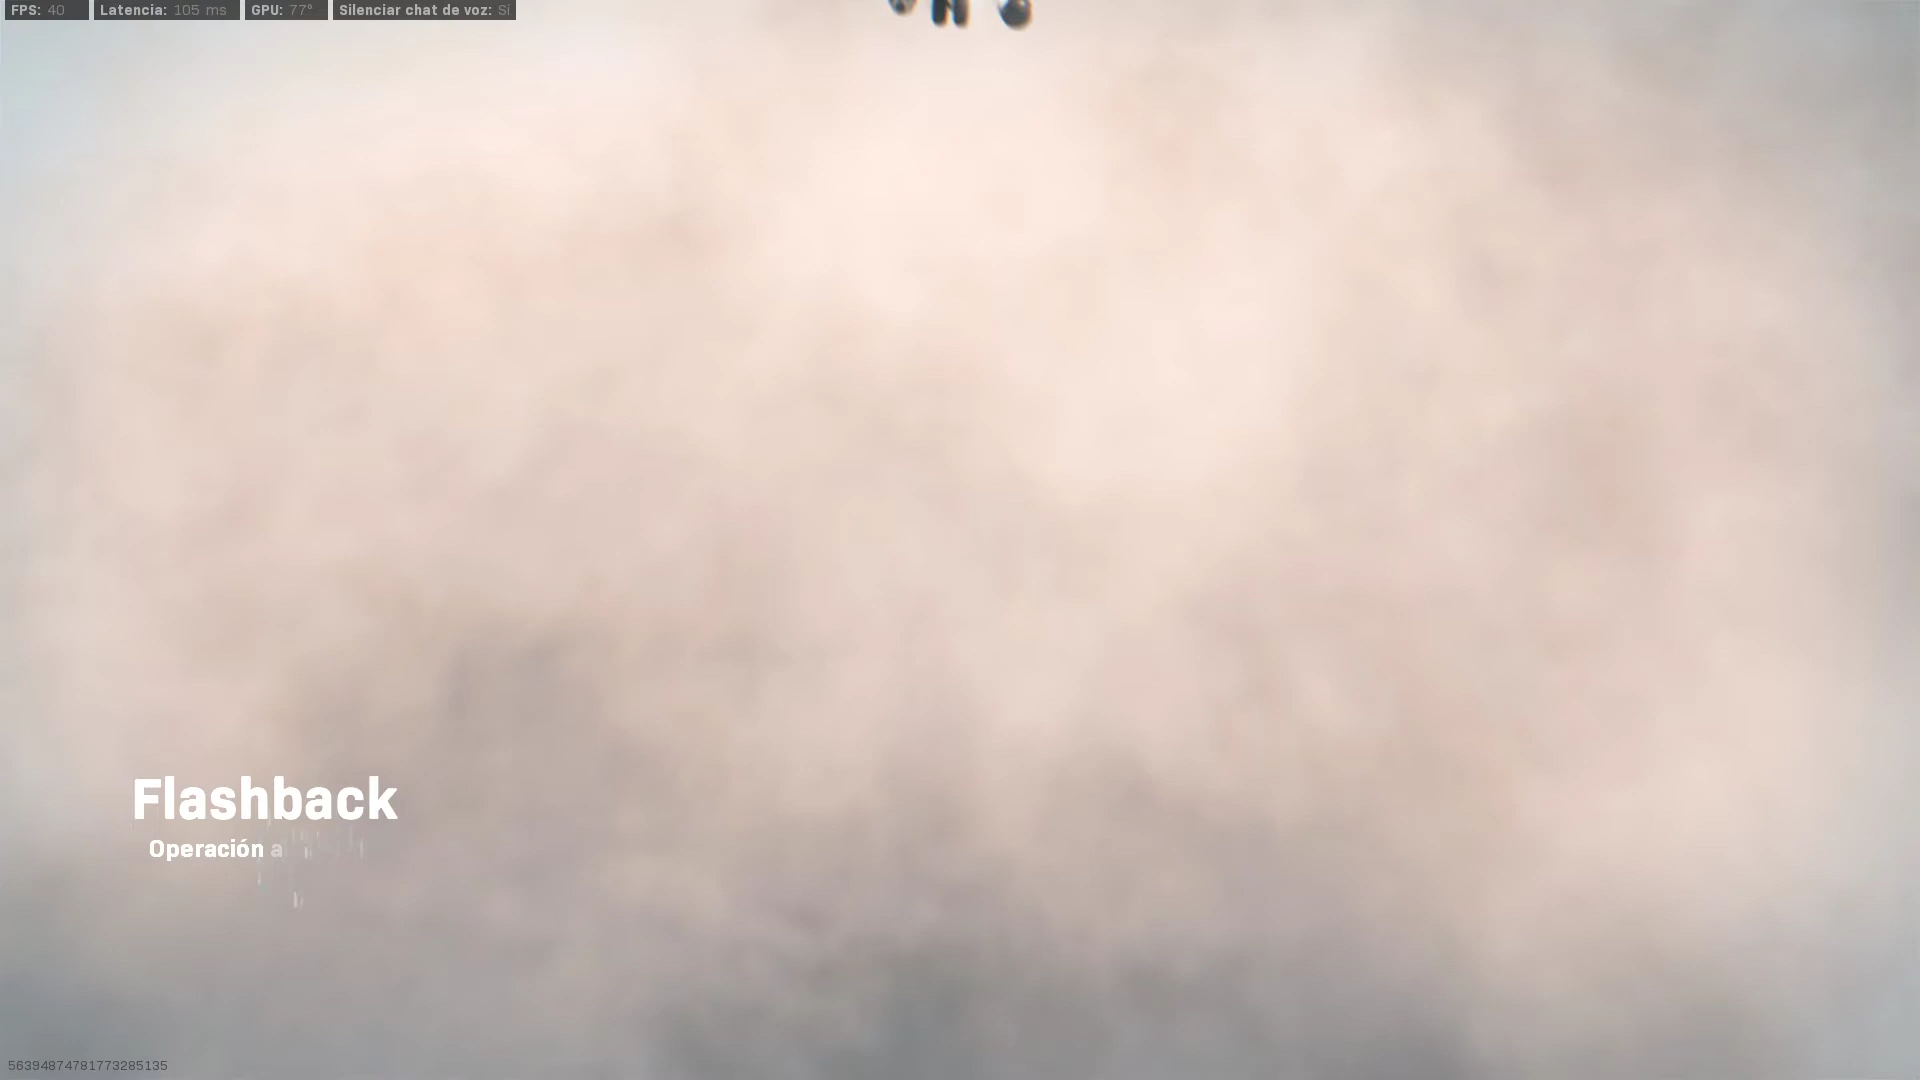 FPS: 40 Latencia: 105 ms GPU: 77° Silenciar chat de voz: Sí
Flashback
Operación a
56394874781773285135